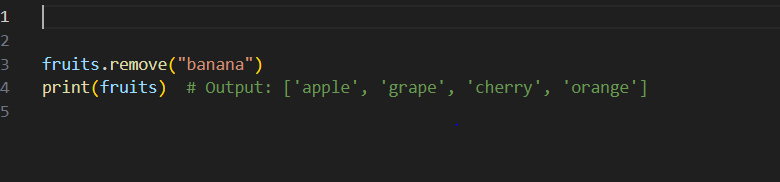 1
2
3 fruits.remove("banana")
4 print(fruits)  # Output: ['apple', 'grape', 'cherry', 'orange']
5